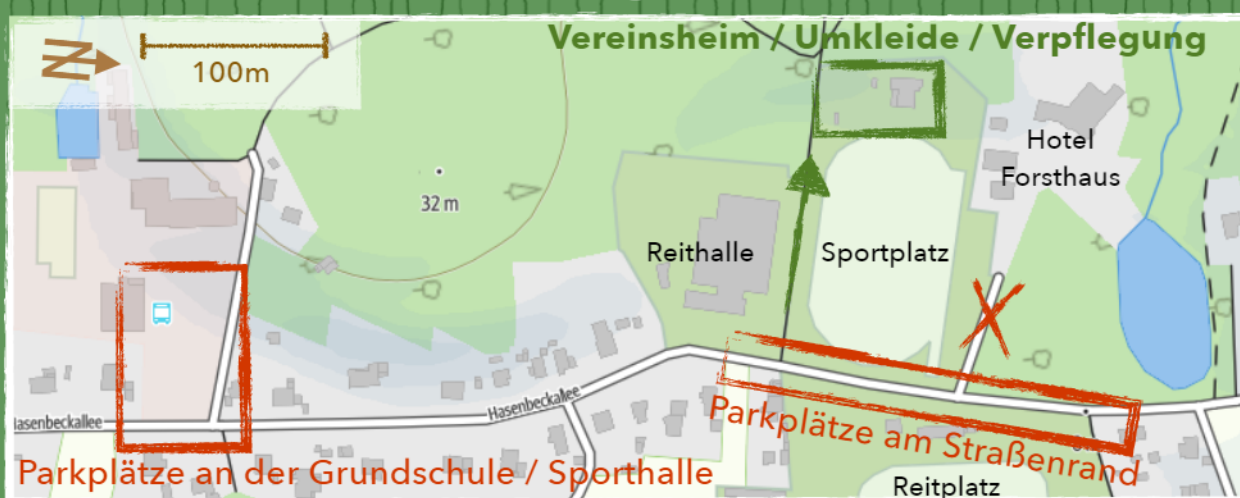 N
100m
Vereinsheim / Umkleide / Verpflegung
Hotel
Forsthaus
32 m
Reithalle
Sportplatz
Hasenbeckallee
asenbeckallee
Parkplätze am Straßenrand
Parkplätze an der Grundschule / Sporthalle
Reitplatz